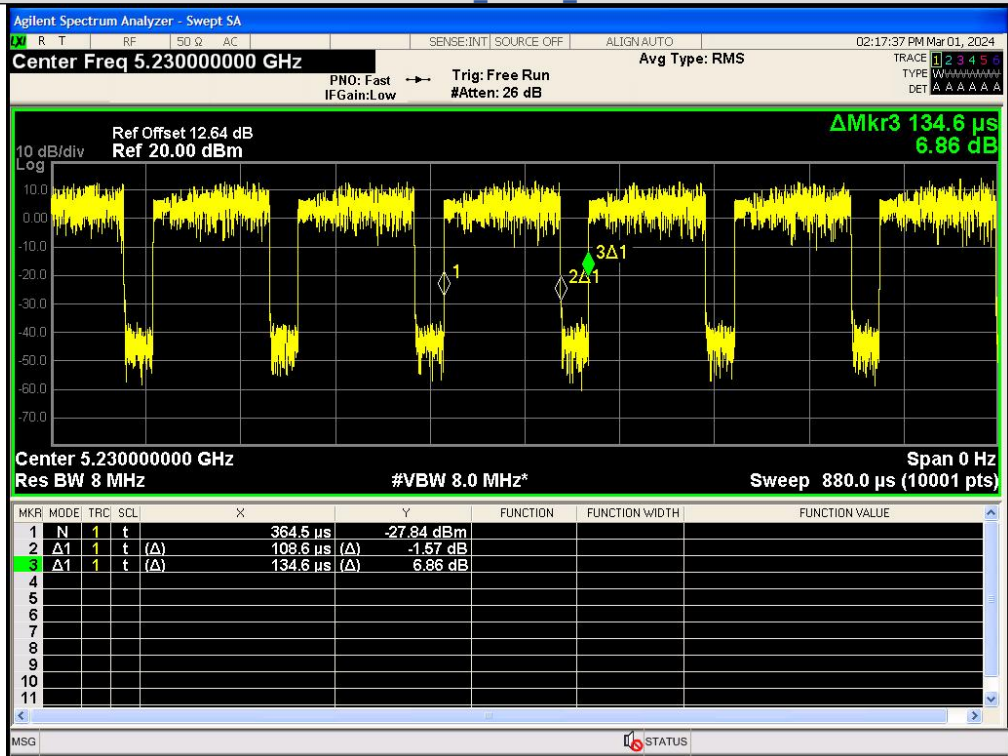 Agilent Spectrum Analyzer - Swept SA
LXI R T RF 50 Ω AC SENSE:INT SOURCE OFF ALIGN AUTO 02:17:37 PM Mar 01, 2024
Center Freq 5.230000000 GHz Avg Type: RMS TRACE 1 2 3 4 5 6
PNO: Fast Trig: Free Run TYPE WWWWWW
IFGain:Low #Atten: 26 dB DET A A A A A A
ΔMkr3 134.6 µs
Ref Offset 12.64 dB 6.86 dB
10 dB/div Ref 20.00 dBm
Log
10.0
0.00
-10.0
3Δ1
1 2Δ1
-20.0
-30.0
-40.0
-50.0
-60.0
-70.0
Center 5.230000000 GHz Span 0 Hz
Res BW 8 MHz #VBW 8.0 MHz* Sweep 880.0 µs (10001 pts)
MKR MODE TRC SCL X Y FUNCTION FUNCTION WIDTH FUNCTION VALUE
1 N 1 t 364.5 µs -27.84 dBm
2 Δ1 1 t (Δ) 108.6 µs (Δ) -1.57 dB
3 Δ1 1 t (Δ) 134.6 µs (Δ) 6.86 dB
4
5
6
7
8
9
10
11
MSG STATUS